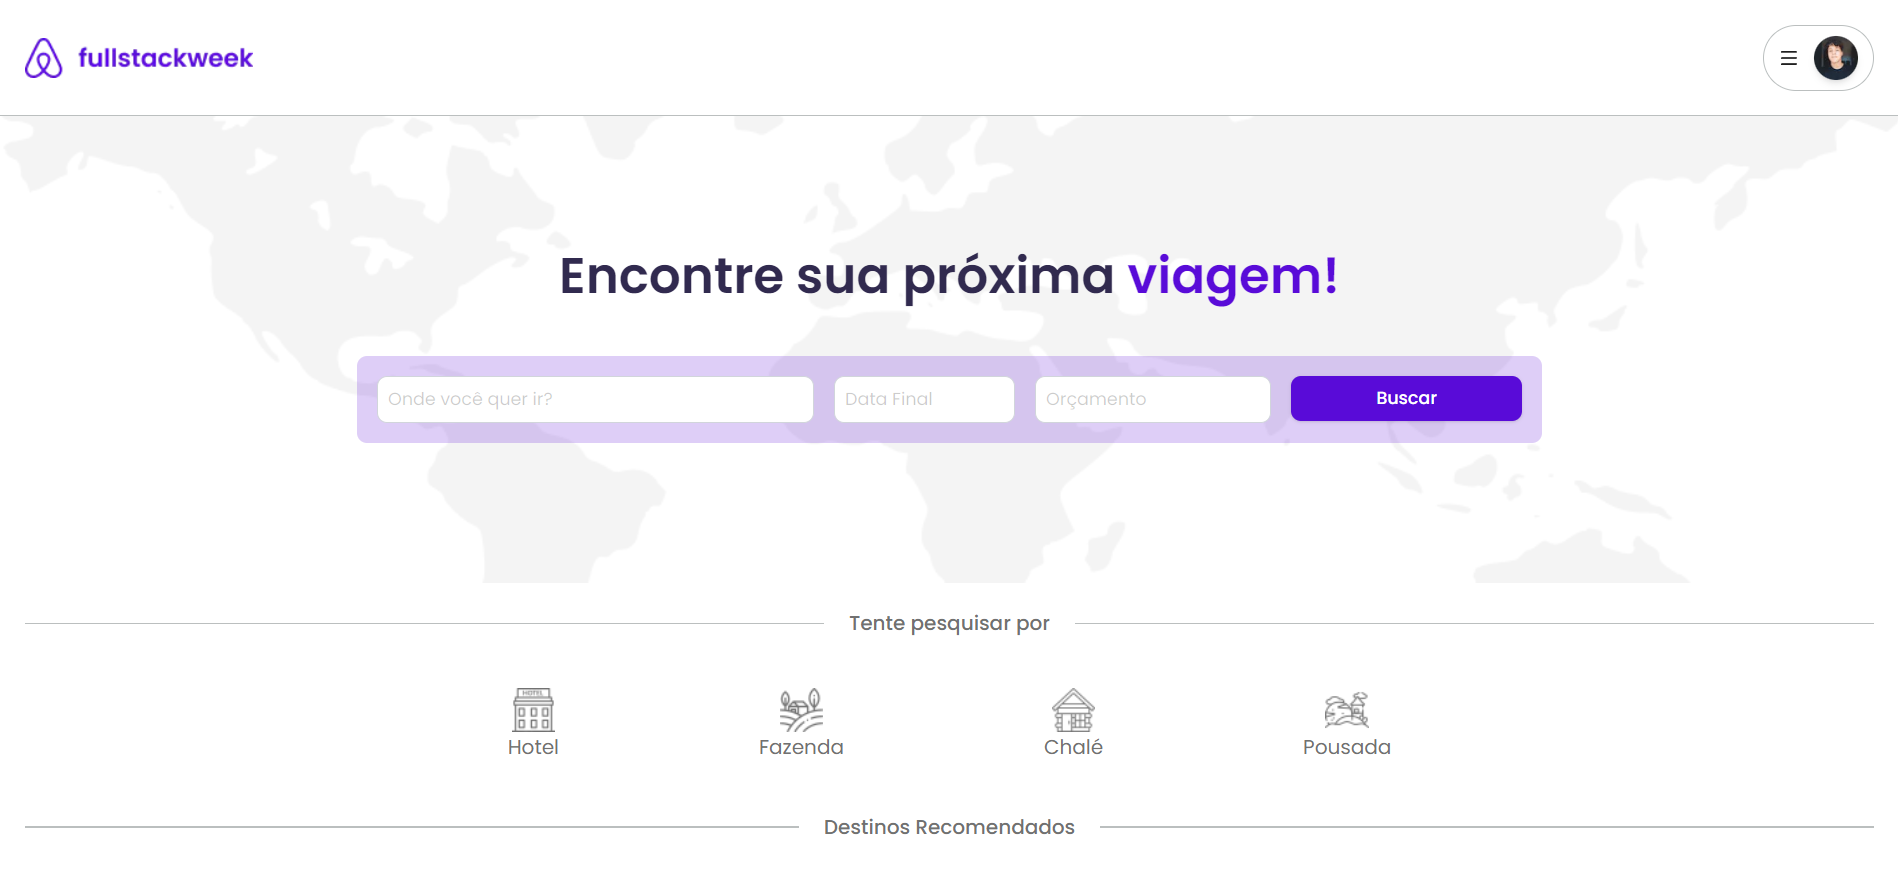 fullstackweek
Encontre sua próxima viagem!
Onde você quer ir?
Data Final
Orçamento
Buscar
Tente pesquisar por
HOTEL
Hotel
Fazenda
Chalé
Pousada
Destinos Recomendados